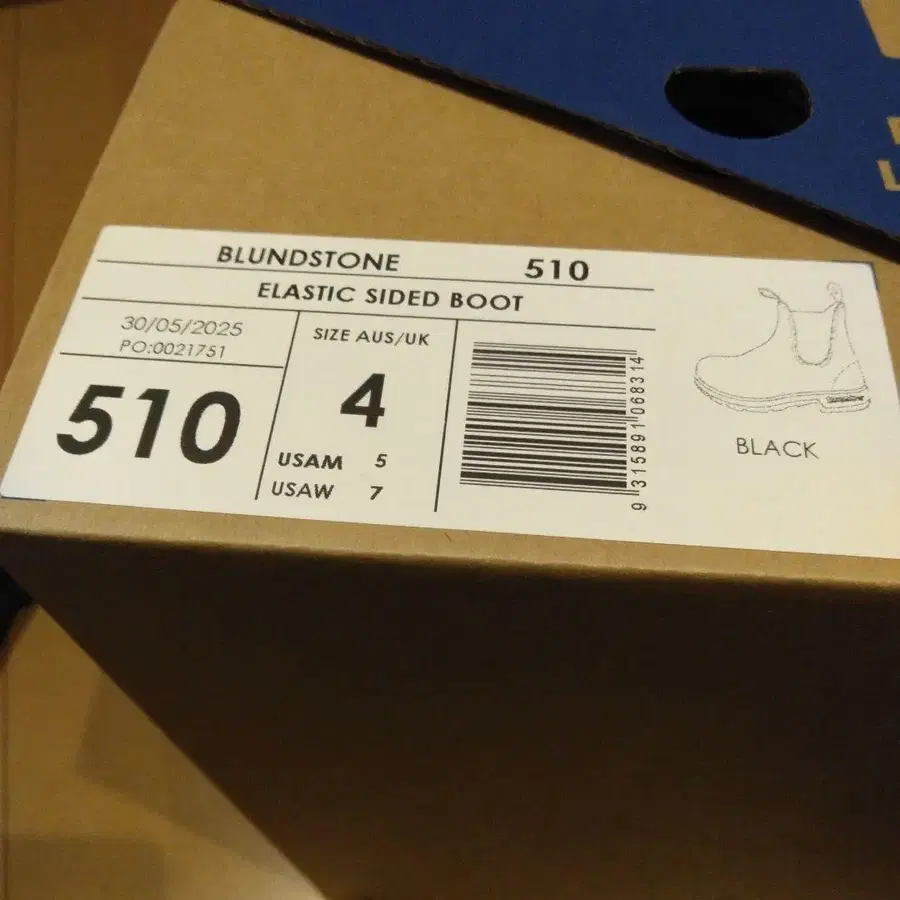 BLUNDSTONE 510
ELASTIC SIDED BOOT
30/05/2025
PO:0021751
510
SIZE AUS/UK
4
USAM 5
USAW 7
9 315891 068314
BLACK